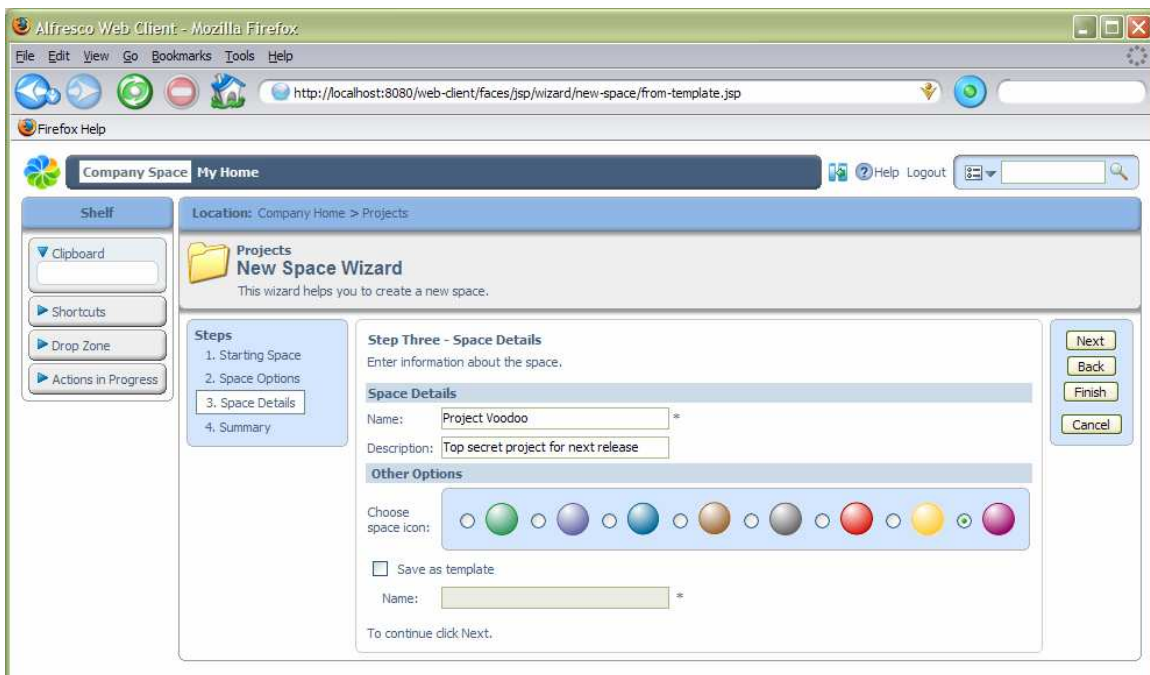 Alfresco Web Client - Mozilla Firefox
File Edit View Go Bookmarks Tools Help
http://localhost:8080/web-client/faces/jsp/wizard/new-space/from-template.jsp
Firefox Help
Company Space My Home
Help Logout
Shelf
Location: Company Home > Projects
Clipboard
Shortcuts
Drop Zone
Actions in Progress
Projects
New Space Wizard
This wizard helps you to create a new space.
Steps
1. Starting Space
2. Space Options
3. Space Details
4. Summary
Step Three - Space Details
Enter information about the space.
Space Details
Name: Project Voodoo *
Description: Top secret project for next release
Other Options
Choose
space icon:
Save as template
Name: *
To continue click Next.
Next
Back
Finish
Cancel